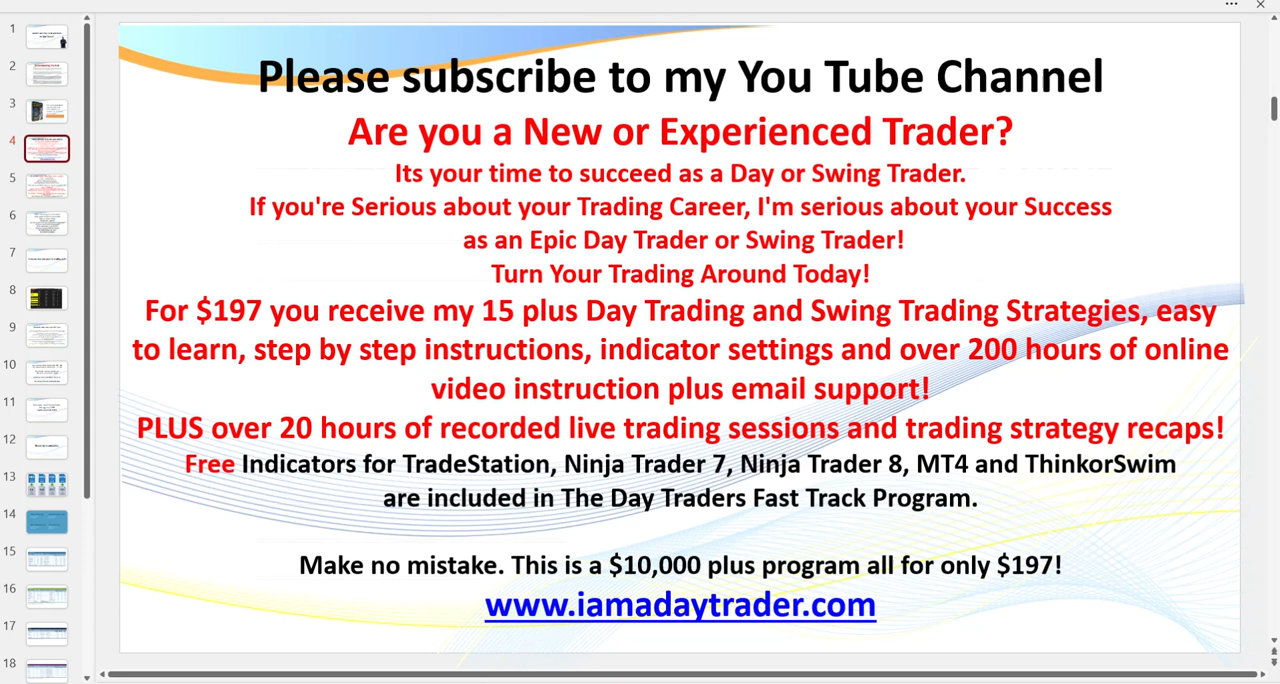 Please subscribe to my You Tube Channel
Are you a New or Experienced Trader?
Its your time to succeed as a Day or Swing Trader.
If you're Serious about your Trading Career, I'm serious about your Success
as an Epic Day Trader or Swing Trader!
Turn Your Trading Around Today!
For $197 you receive my 15 plus Day Trading and Swing Trading Strategies, easy
to learn, step by step instructions, indicator settings and over 200 hours of online
video instruction plus email support!
PLUS over 20 hours of recorded live trading sessions and trading strategy recaps!
Free Indicators for TradeStation, Ninja Trader 7, Ninja Trader 8, MT4 and ThinkorSwim
are included in The Day Traders Fast Track Program.
Make no mistake. This is a $10,000 plus program all for only $197!
www.iamadaytrader.com
1
2
3
4
5
6
7
8
9
10
11
12
13
14
15
16
17
18